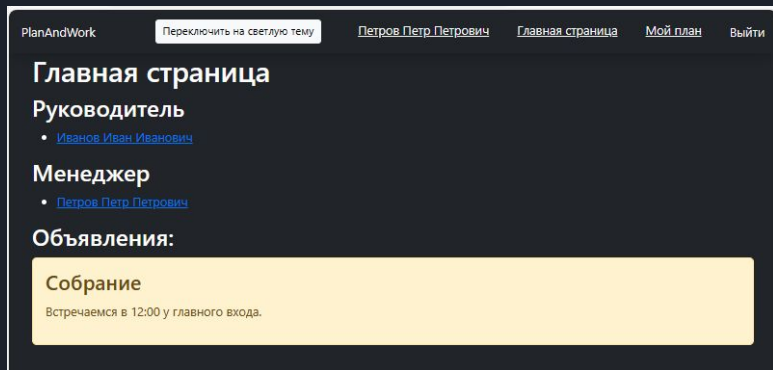 PlanAndWork Переключить на светлую тему Петров Петр Петрович Главная страница Мой план Выйти
Главная страница
Руководитель
Иванов Иван Иванович
Менеджер
Петров Петр Петрович
Объявления:
Собрание
Встречаемся в 12:00 у главного входа.